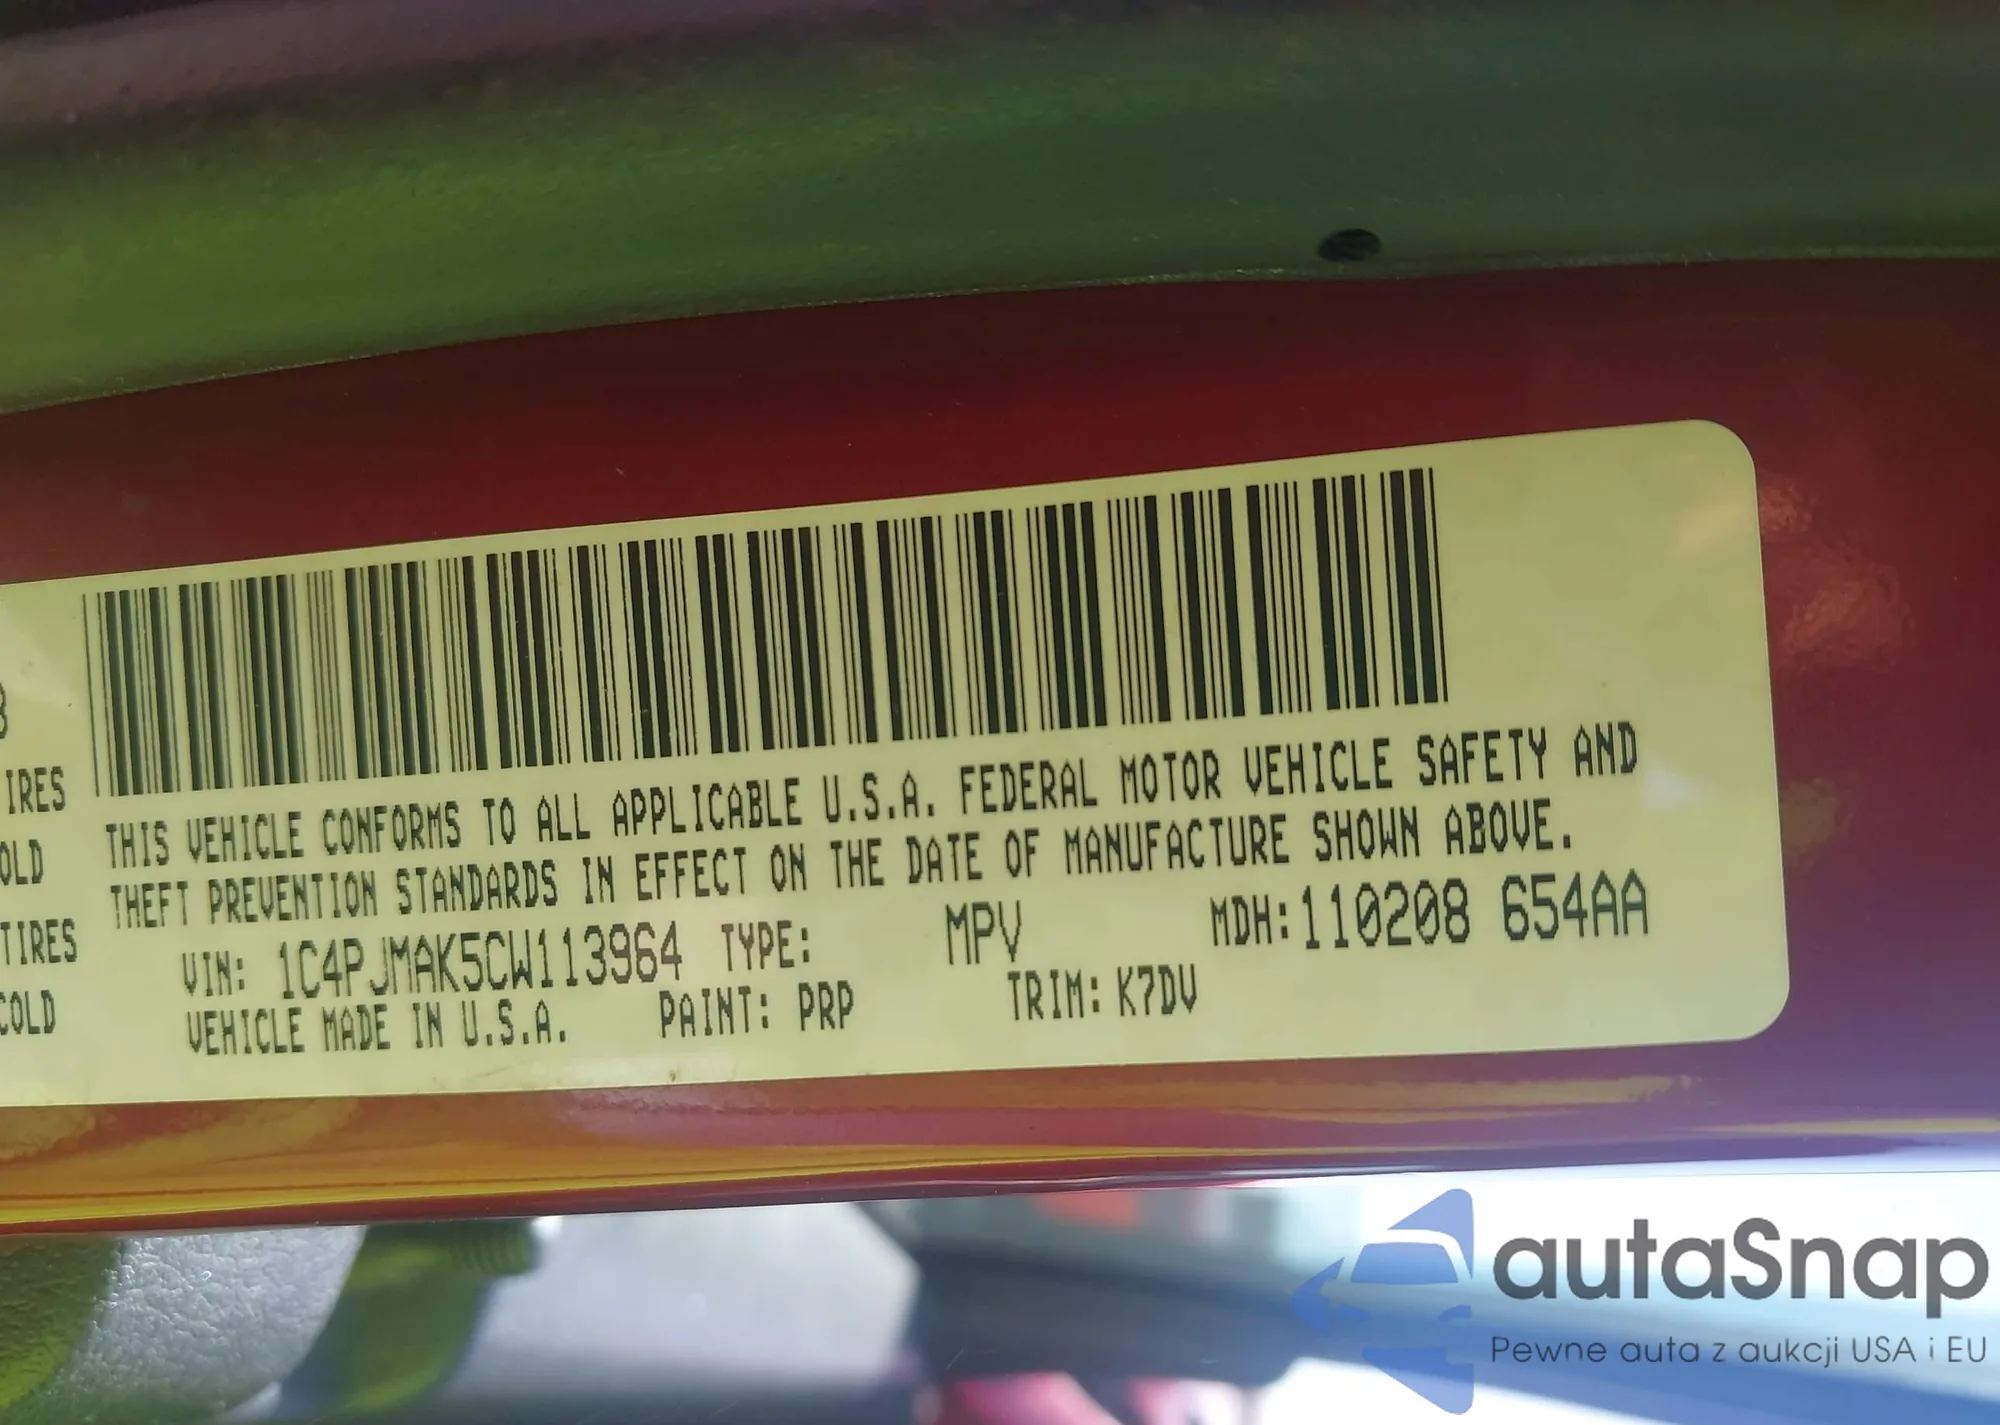 3
IRES
OLD
TIRES
COLD
THIS VEHICLE CONFORMS TO ALL APPLICABLE U.S.A. FEDERAL MOTOR VEHICLE SAFETY AND
THEFT PREVENTION STANDARDS IN EFFECT ON THE DATE OF MANUFACTURE SHOWN ABOVE.
VIN: 1C4PJMAK5CW113964 TYPE: MPV MDH:110208 654AA
VEHICLE MADE IN U.S.A. PAINT: PRP TRIM: K7DV
autaSnap
Pewne auta z aukcji USA i EU